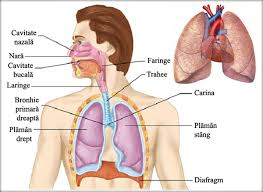 Cavitate
nazală
Nară
Cavitate
bucală
Laringe
Bronhie
primară
dreaptă
Plămân
drept
Faringe
Trahee
Carina
Plămân
stâng
Diafragm